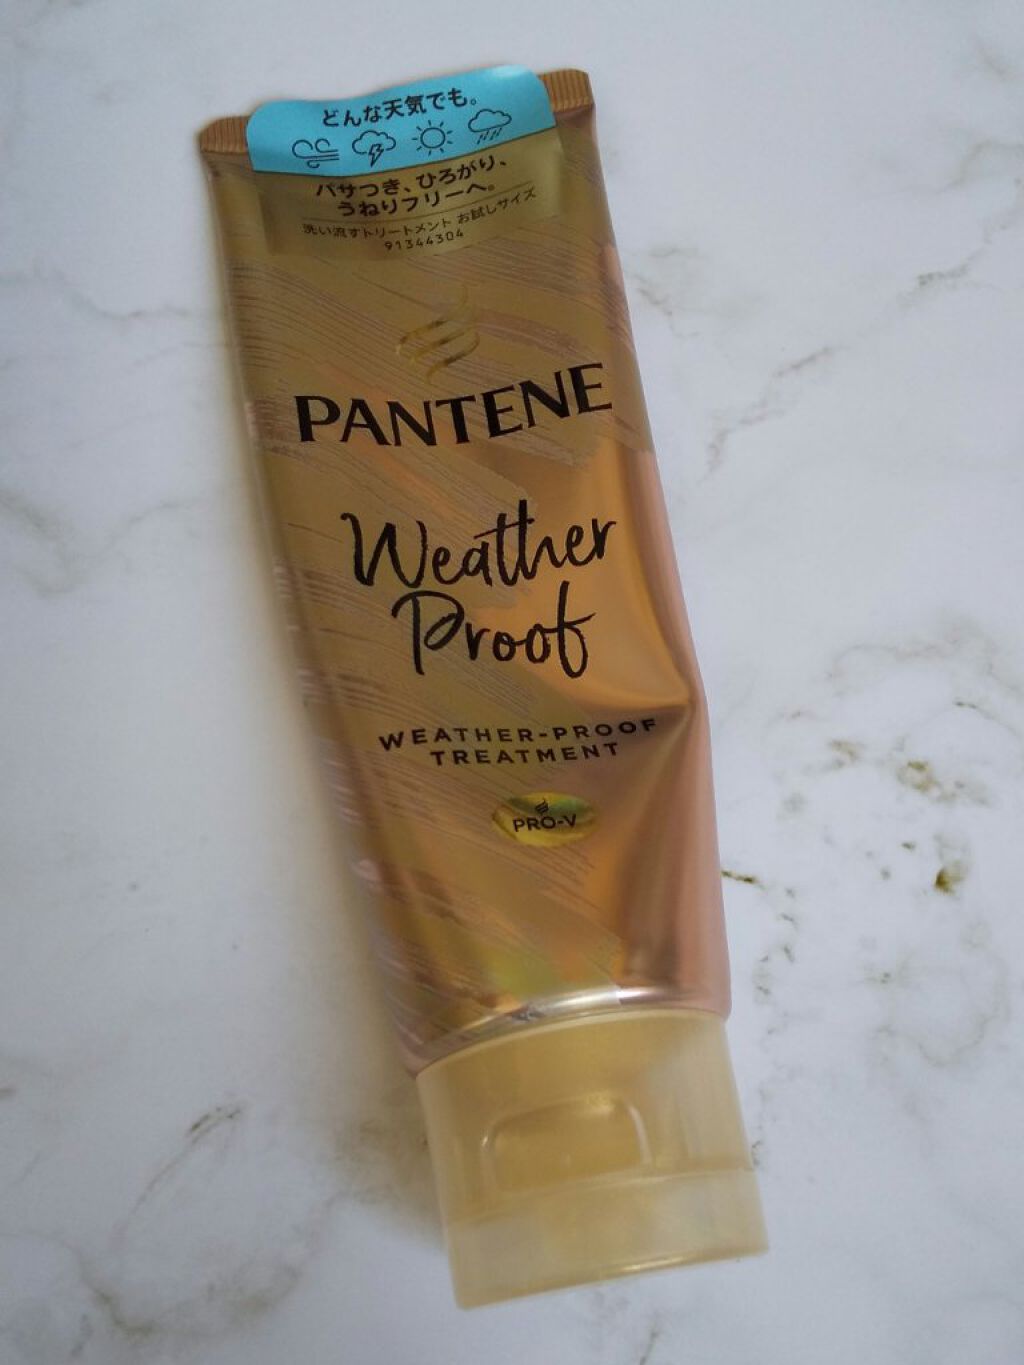 どんな天気でも。
パサつき、ひろがり、
うねりフリーへ。
洗い流すトリートメント お試しサイズ
91344304
PANTENE
Weather
Proof
WEATHER-PROOF
TREATMENT
PRO-V